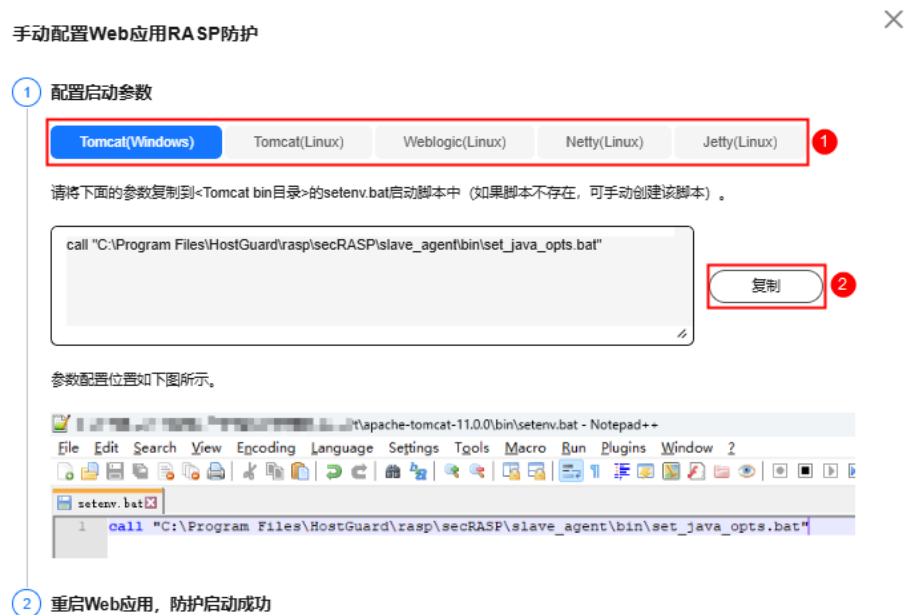 手动配置Web应用RASP防护
1 配置启动参数
Tomcat(Windows) Tomcat(Linux) Weblogic(Linux) Netty(Linux) Jetty(Linux) 1
请将下面的参数复制到<Tomcat bin目录>的setenv.bat启动脚本中（如果脚本不存在，可手动创建该脚本）。
call "C:\Program Files\HostGuard\rasp\secRASP\slave_agent\bin\set_java_opts.bat"
复制 2
参数配置位置如下图所示。
t\apache-tomcat-11.0.0\bin\setenv.bat - Notepad++
File Edit Search View Encoding Language Settings Tools Macro Run Plugins Window ?
setenv.bat
1 call "C:\Program Files\HostGuard\rasp\secRASP\slave_agent\bin\set_java_opts.bat"
2 重启Web应用，防护启动成功